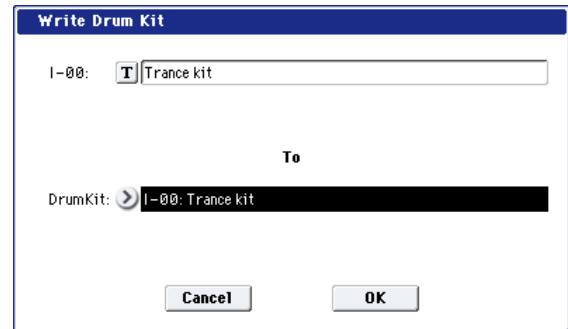 Write Drum Kit
I-00: T Trance kit
To
DrumKit: I-00: Trance kit
Cancel OK